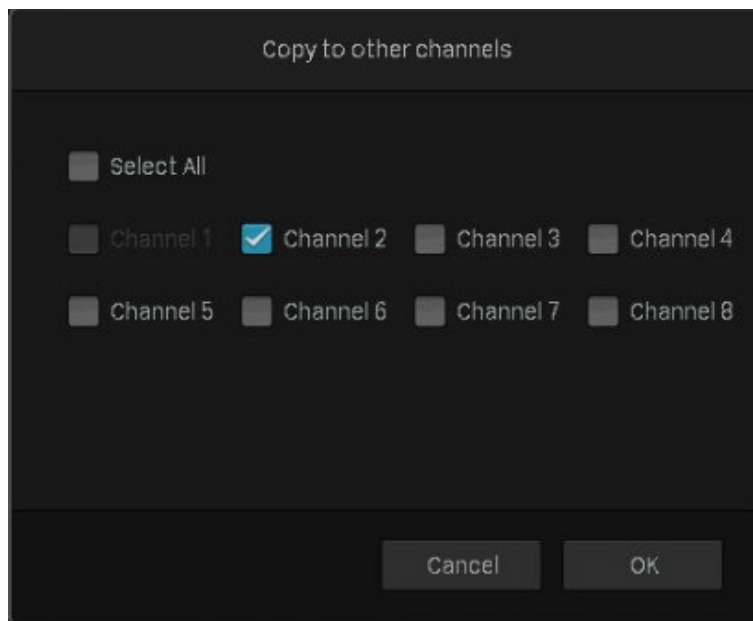 Copy to other channels
Select All
Channel 1 Channel 2 Channel 3 Channel 4
Channel 5 Channel 6 Channel 7 Channel 8
Cancel OK